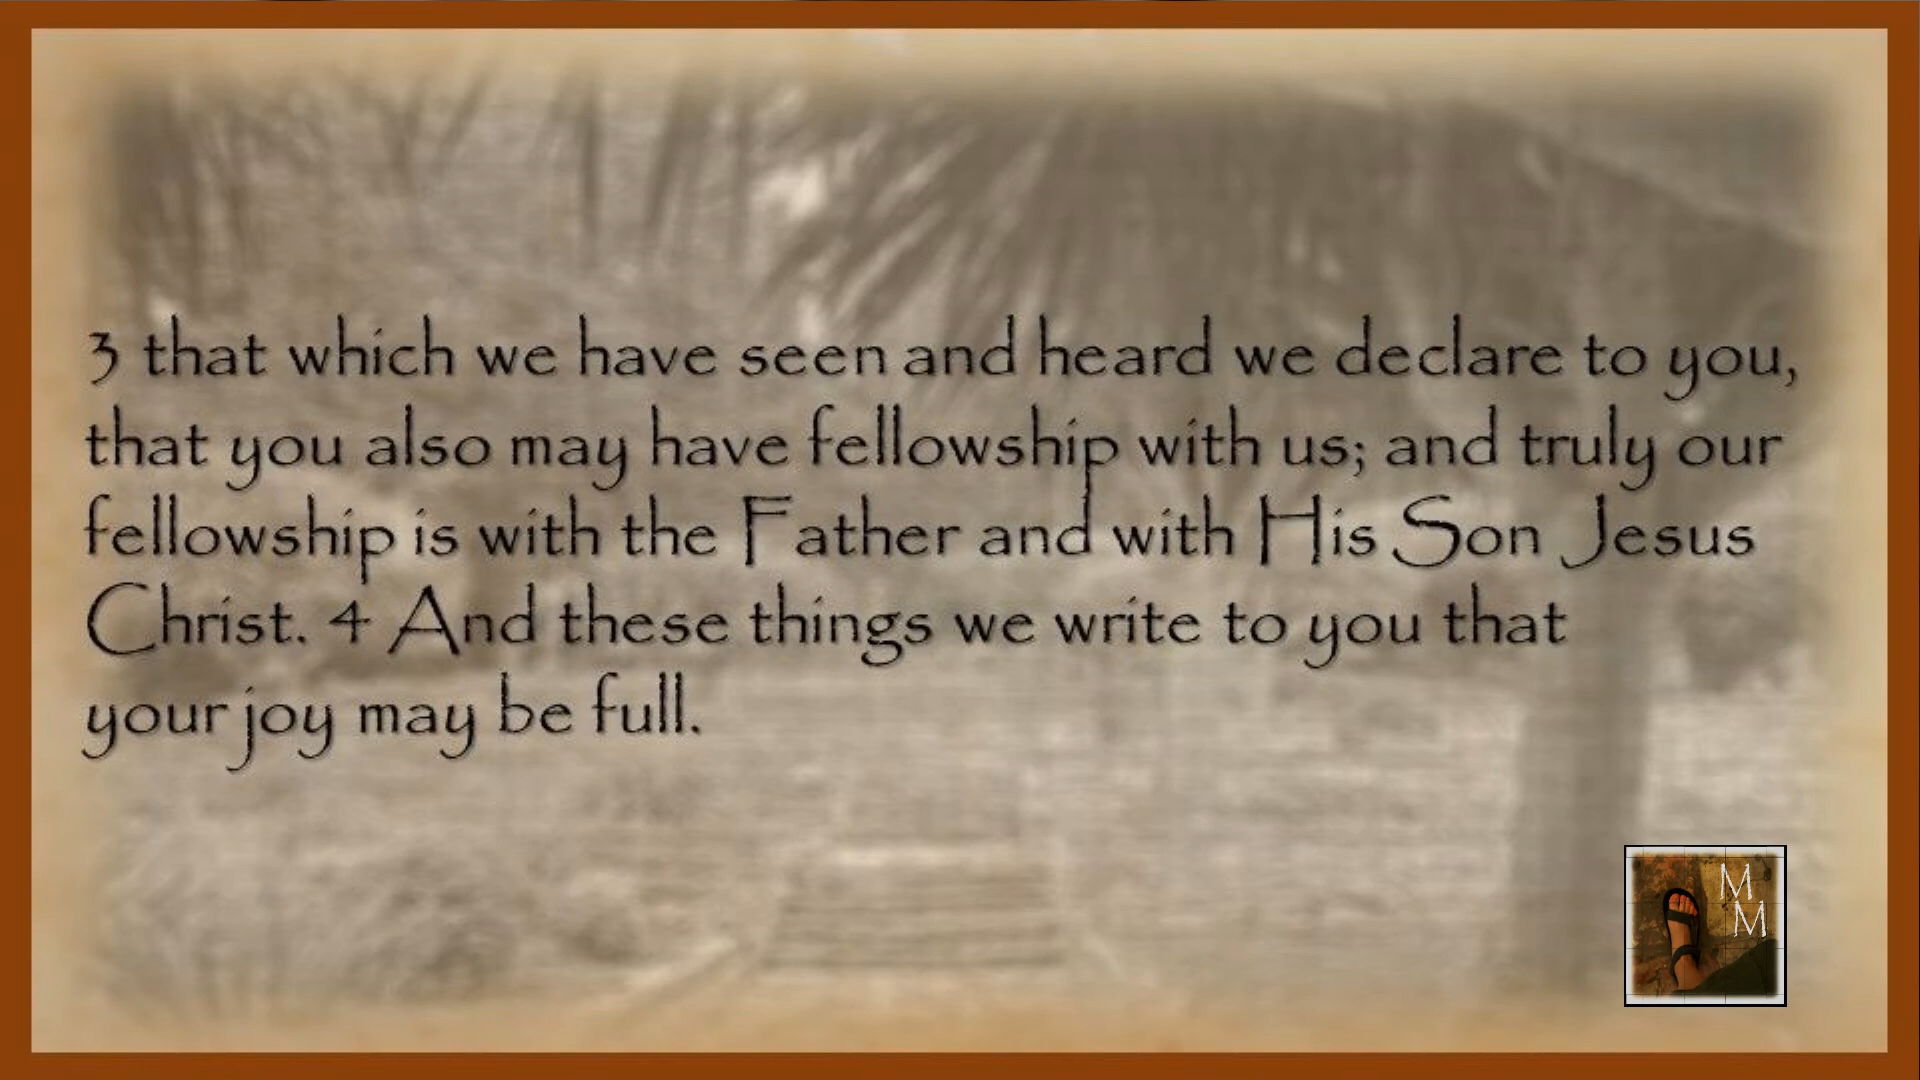 3 that which we have seen and heard we declare to you,
that you also may have fellowship with us; and truly our
fellowship is with the Father and with His Son Jesus
Christ. 4 And these things we write to you that
your joy may be full.
M
M